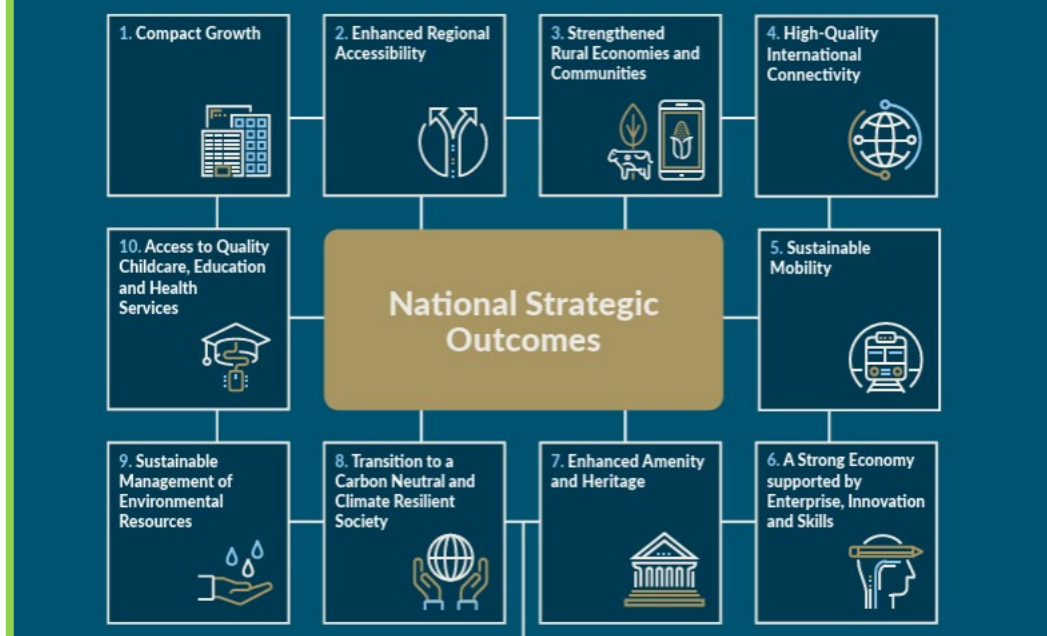 1. Compact Growth
2. Enhanced Regional
Accessibility
3. Strengthened
Rural Economies and
Communities
4. High-Quality
International
Connectivity
10. Access to Quality
Childcare, Education
and Health
Services
National Strategic
Outcomes
5. Sustainable
Mobility
9. Sustainable
Management of
Environmental
Resources
8. Transition to a
Carbon Neutral and
Climate Resilient
Society
7. Enhanced Amenity
and Heritage
6. A Strong Economy
supported by
Enterprise, Innovation
and Skills